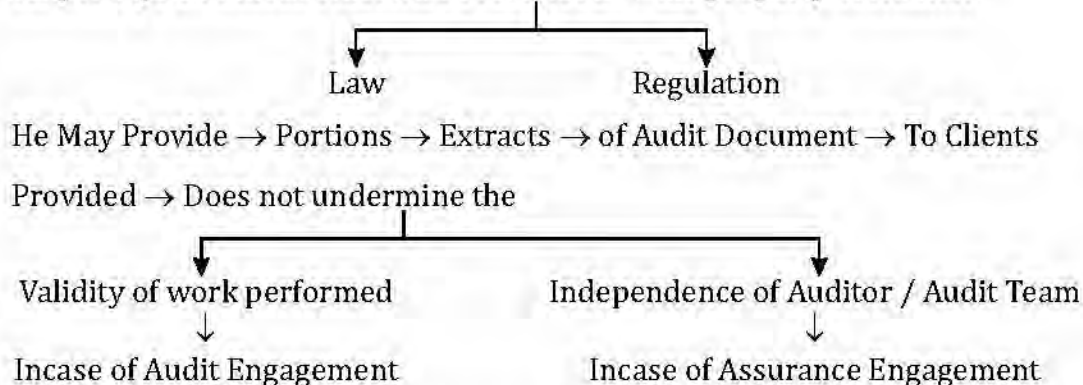 Law Regulation
He May Provide → Portions → Extracts → of Audit Document → To Clients
Provided → Does not undermine the
Validity of work performed Independence of Auditor / Audit Team
↓ ↓
Incase of Audit Engagement Incase of Assurance Engagement